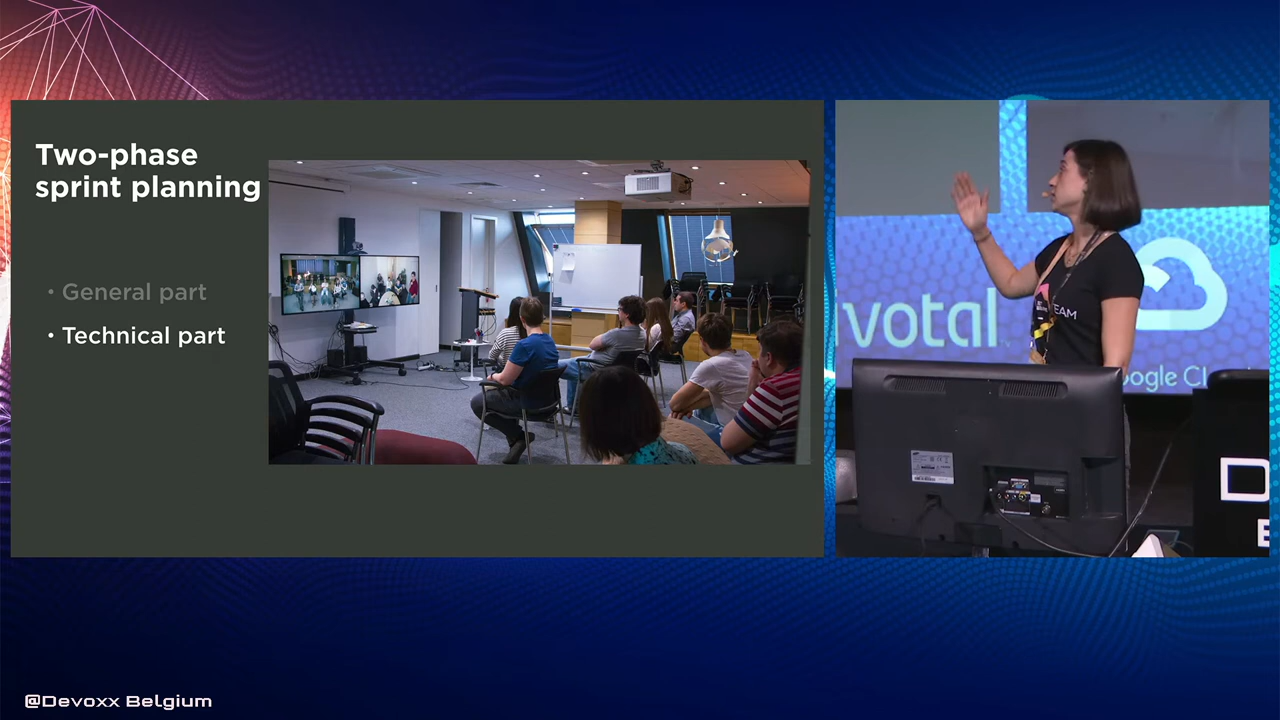 Two-phase
sprint planning
• General part
• Technical part
votal
EAM
oogle Cl
D
E
@Devoxx Belgium